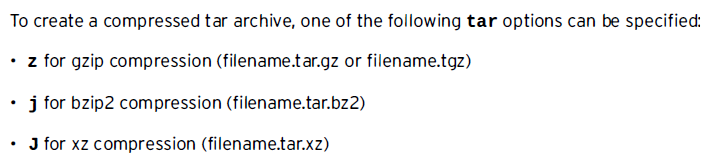 To create a compressed tar archive, one of the following tar options can be specified:
• z for gzip compression (filename.tar.gz or filename.tgz)
• j for bzip2 compression (filename.tar.bz2)
• J for xz compression (filename.tar.xz)